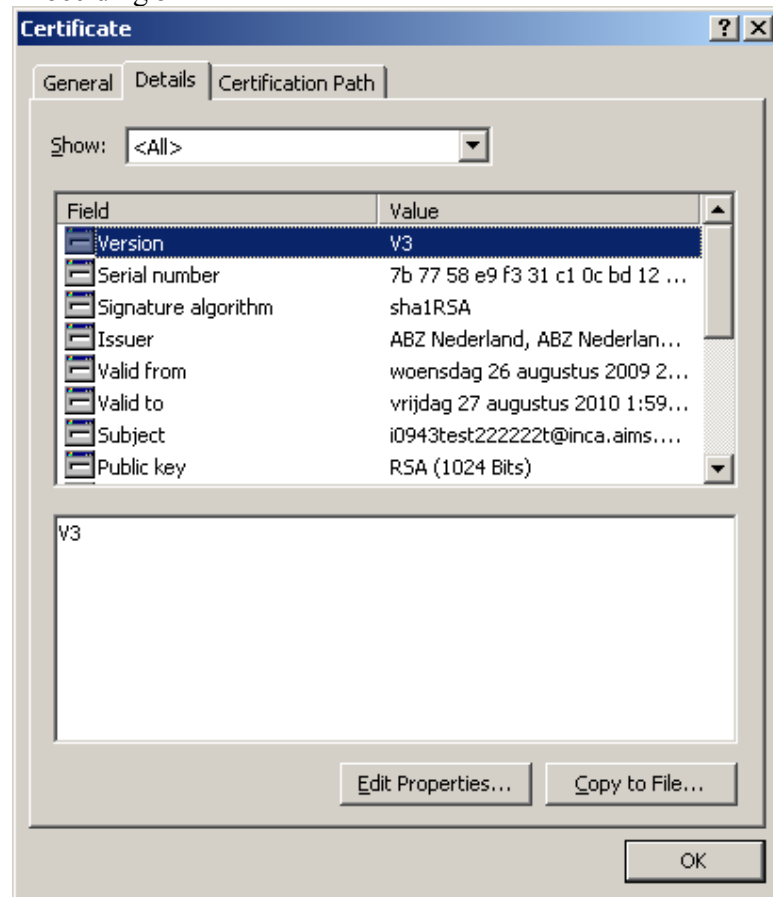 Certificate
General Details Certification Path
Show: <All>
Field Value
Version V3
Serial number 7b 77 58 e9 f3 31 c1 0c bd 12 ...
Signature algorithm sha1RSA
Issuer ABZ Nederland, ABZ Nederlan...
Valid from woensdag 26 augustus 2009 2...
Valid to vrijdag 27 augustus 2010 1:59...
Subject i0943test222222t@inca.aims....
Public key RSA (1024 Bits)
V3
Edit Properties... Copy to File...
OK